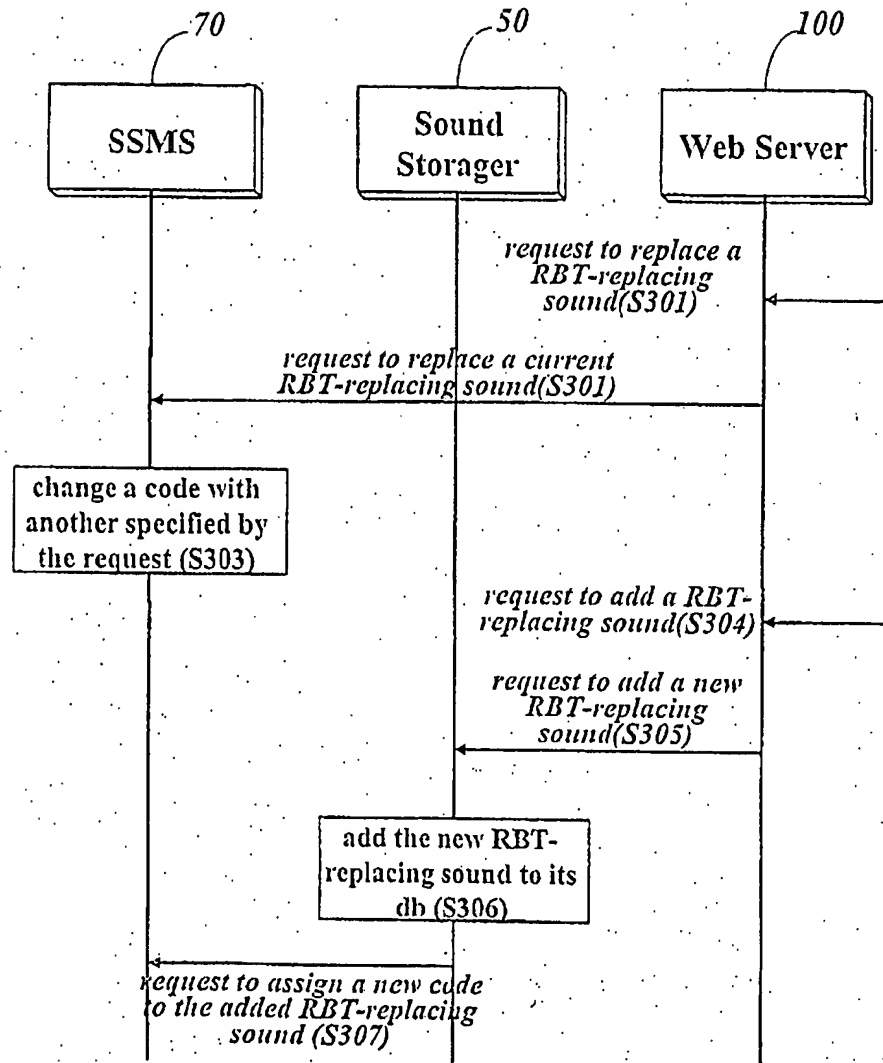 70
50
100
SSMS
Sound
Storager
Web Server
request to replace a
RBT-replacing
sound(S301)
request to replace a current
RBT-replacing sound(S301)
change a code with
another specified by
the request (S303)
request to add a RBT-
replacing sound(S304)
request to add a new
RBT-replacing
sound(S305)
add the new RBT-
replacing sound to its
db (S306)
request to assign a new code
to the added RBT-replacing
sound (S307)